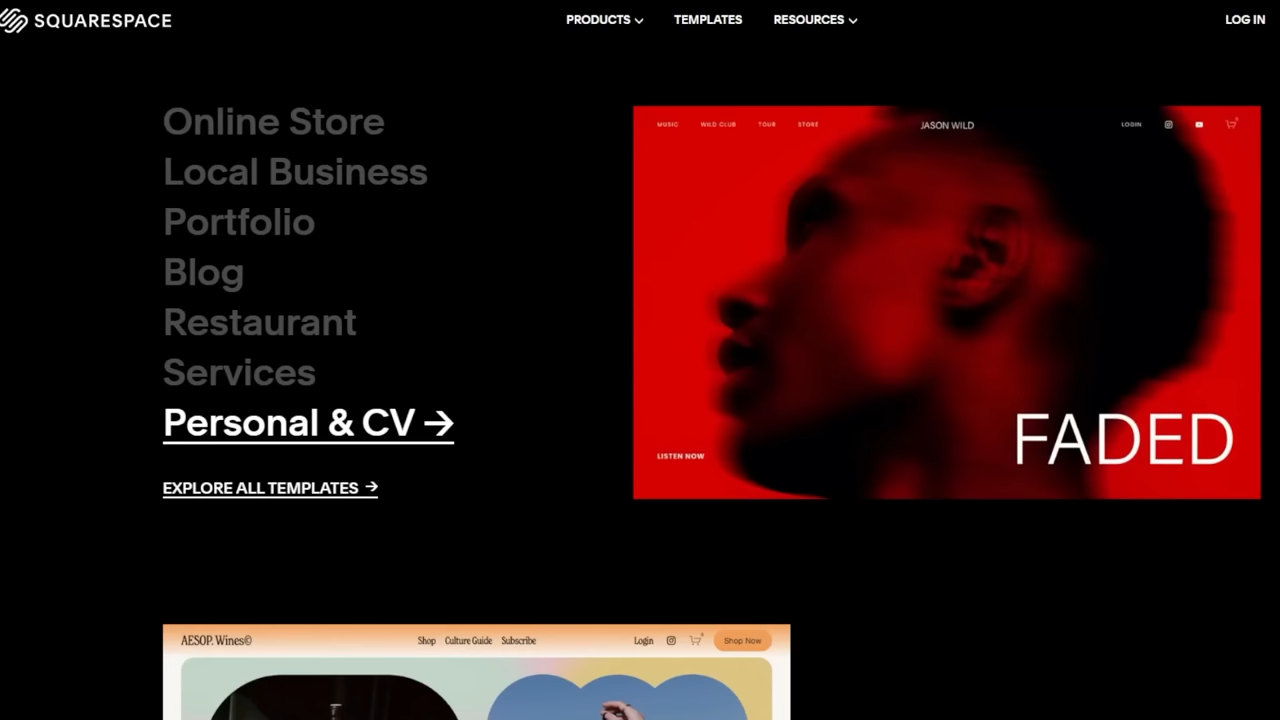 SQUARESPACE
PRODUCTS TEMPLATES RESOURCES LOG IN
Online Store
Local Business
Portfolio
Blog
Restaurant
Services
Personal & CV →
EXPLORE ALL TEMPLATES →
MUSIC WILD CLUB TOUR STORE JASON WILD LOGIN
FADED
LISTEN NOW
AESOP. Wines© Shop Culture Guide Subscribe Login Shop Now